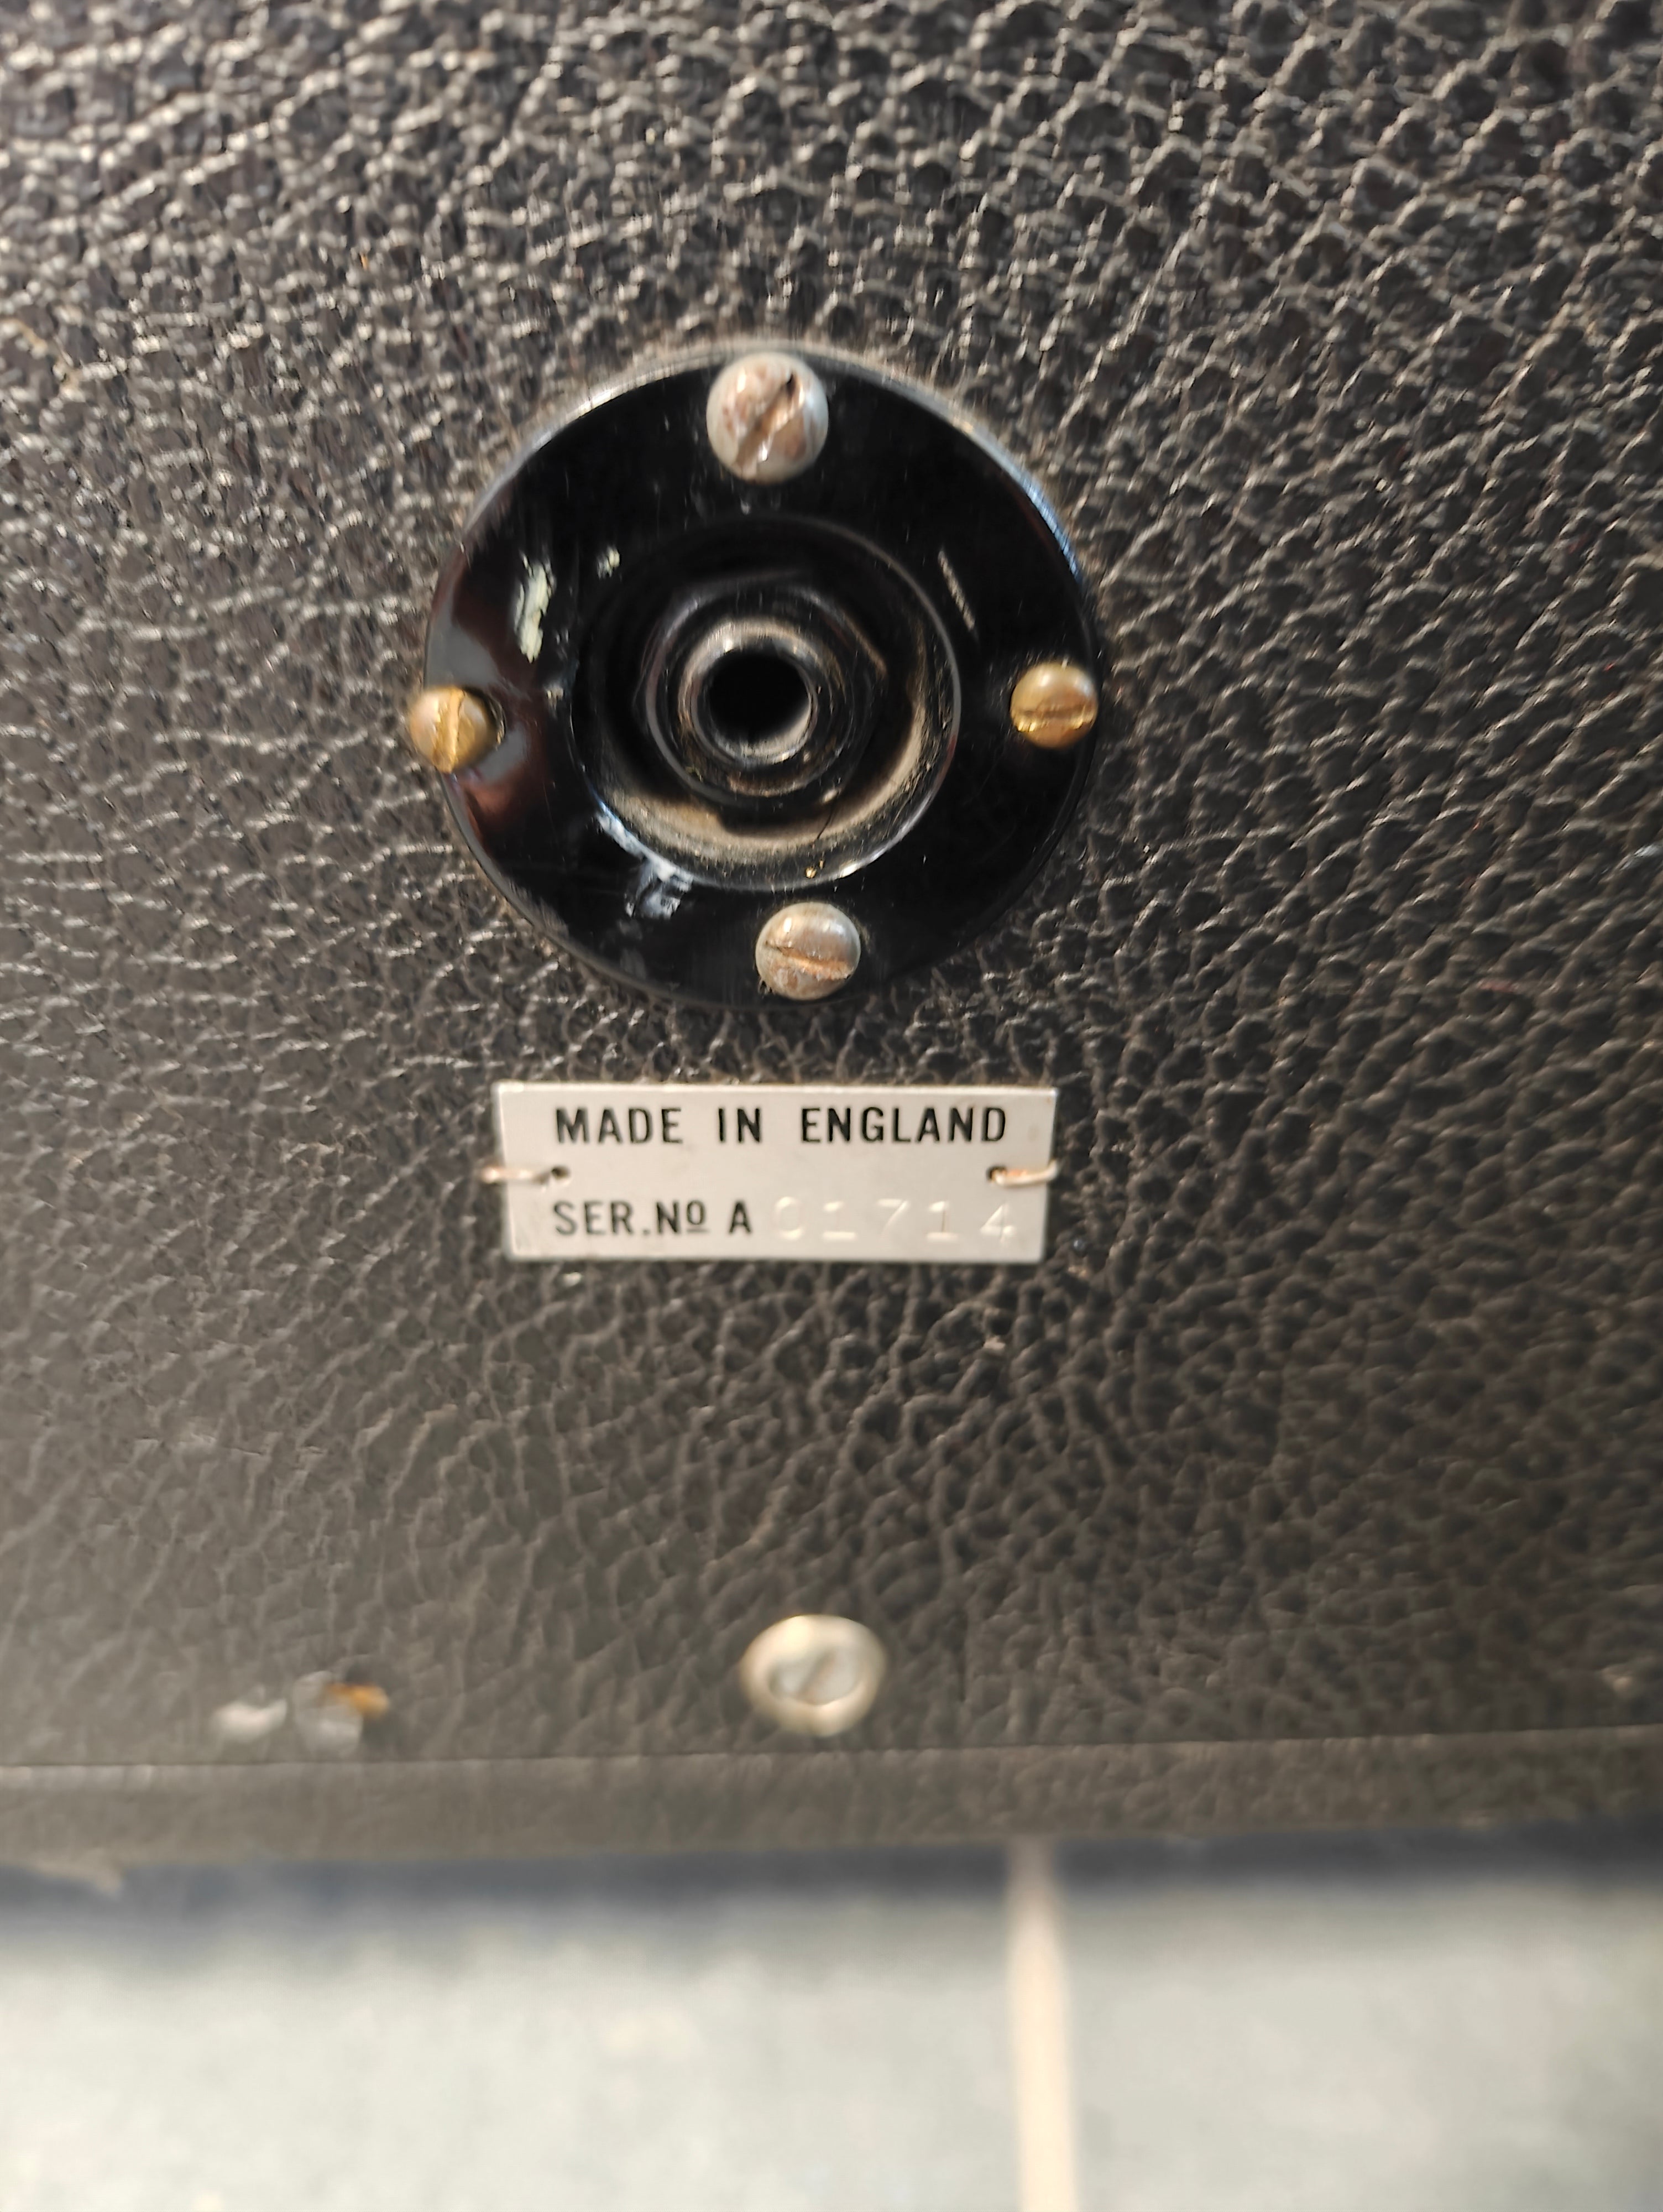 MADE IN ENGLAND
SER.Nº A 01714